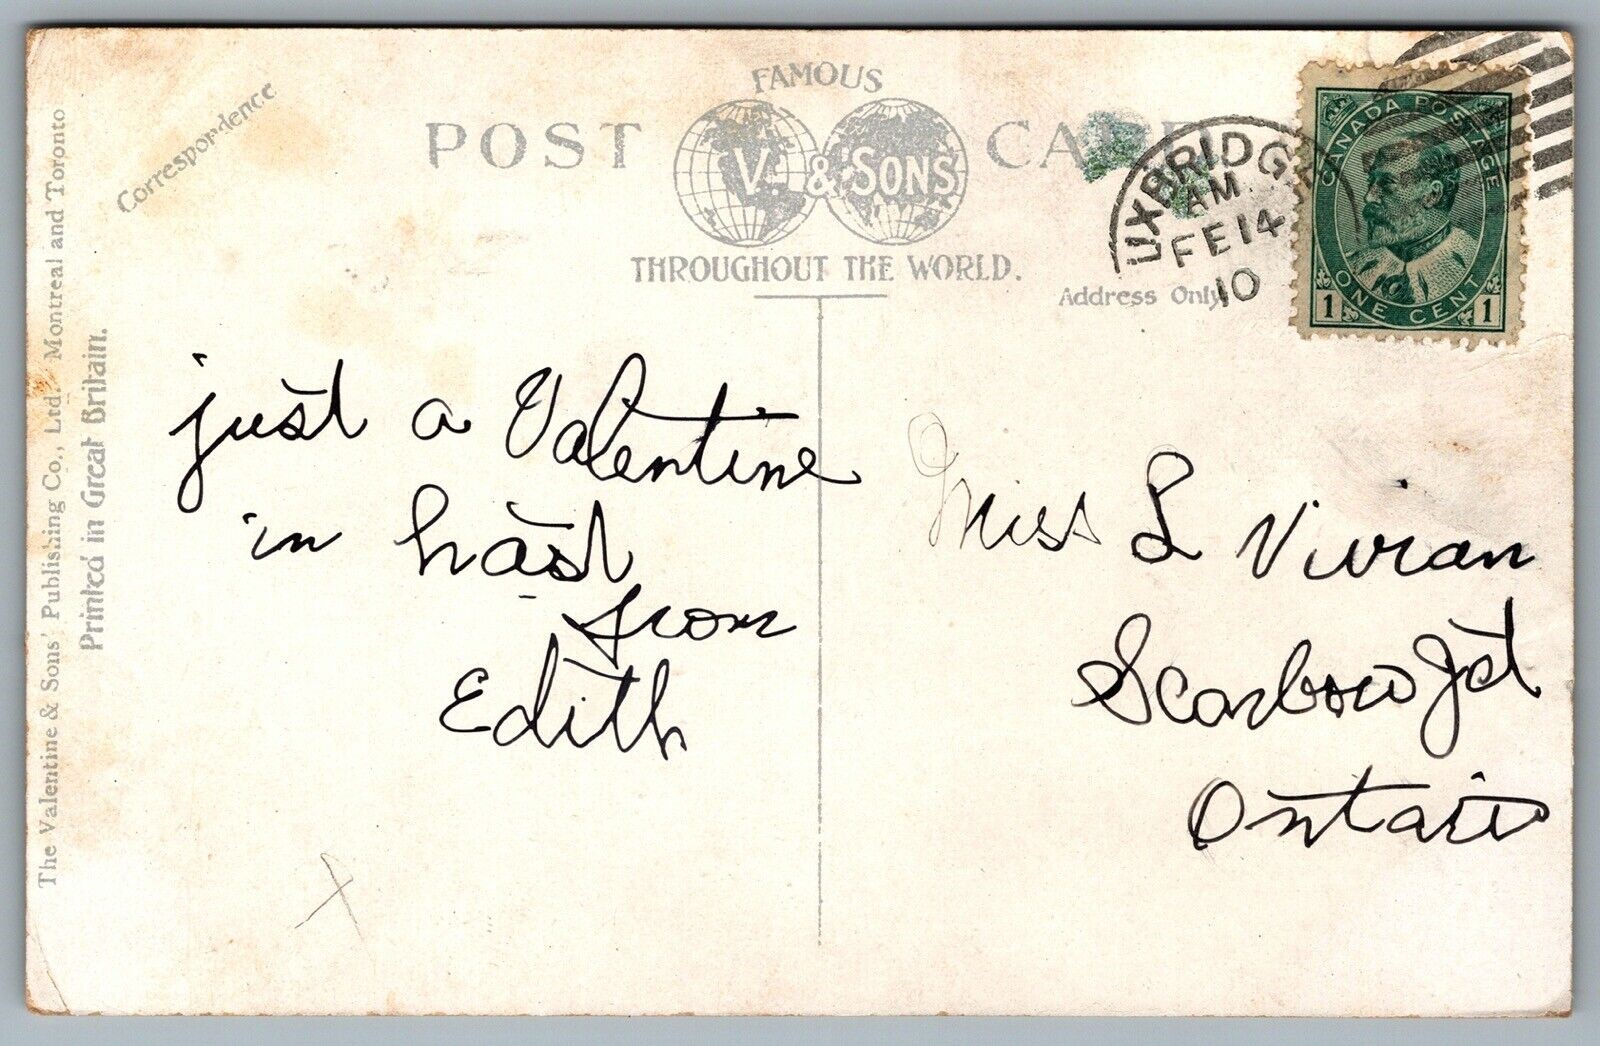 Correspondence
FAMOUS
POST CARD
V. & SONS
THROUGHOUT THE WORLD.
Address Only
UXBRIDGE
AM
FE 14
10
CANADA POSTAGE
1 ONE CENT 1
just a Valentine
in hast
from
Edith
Miss L Vivian
Scarboro Jct
Ontario
The Valentine & Sons' Publishing Co., Ltd. Montreal and Toronto
Printed in Great Britain.